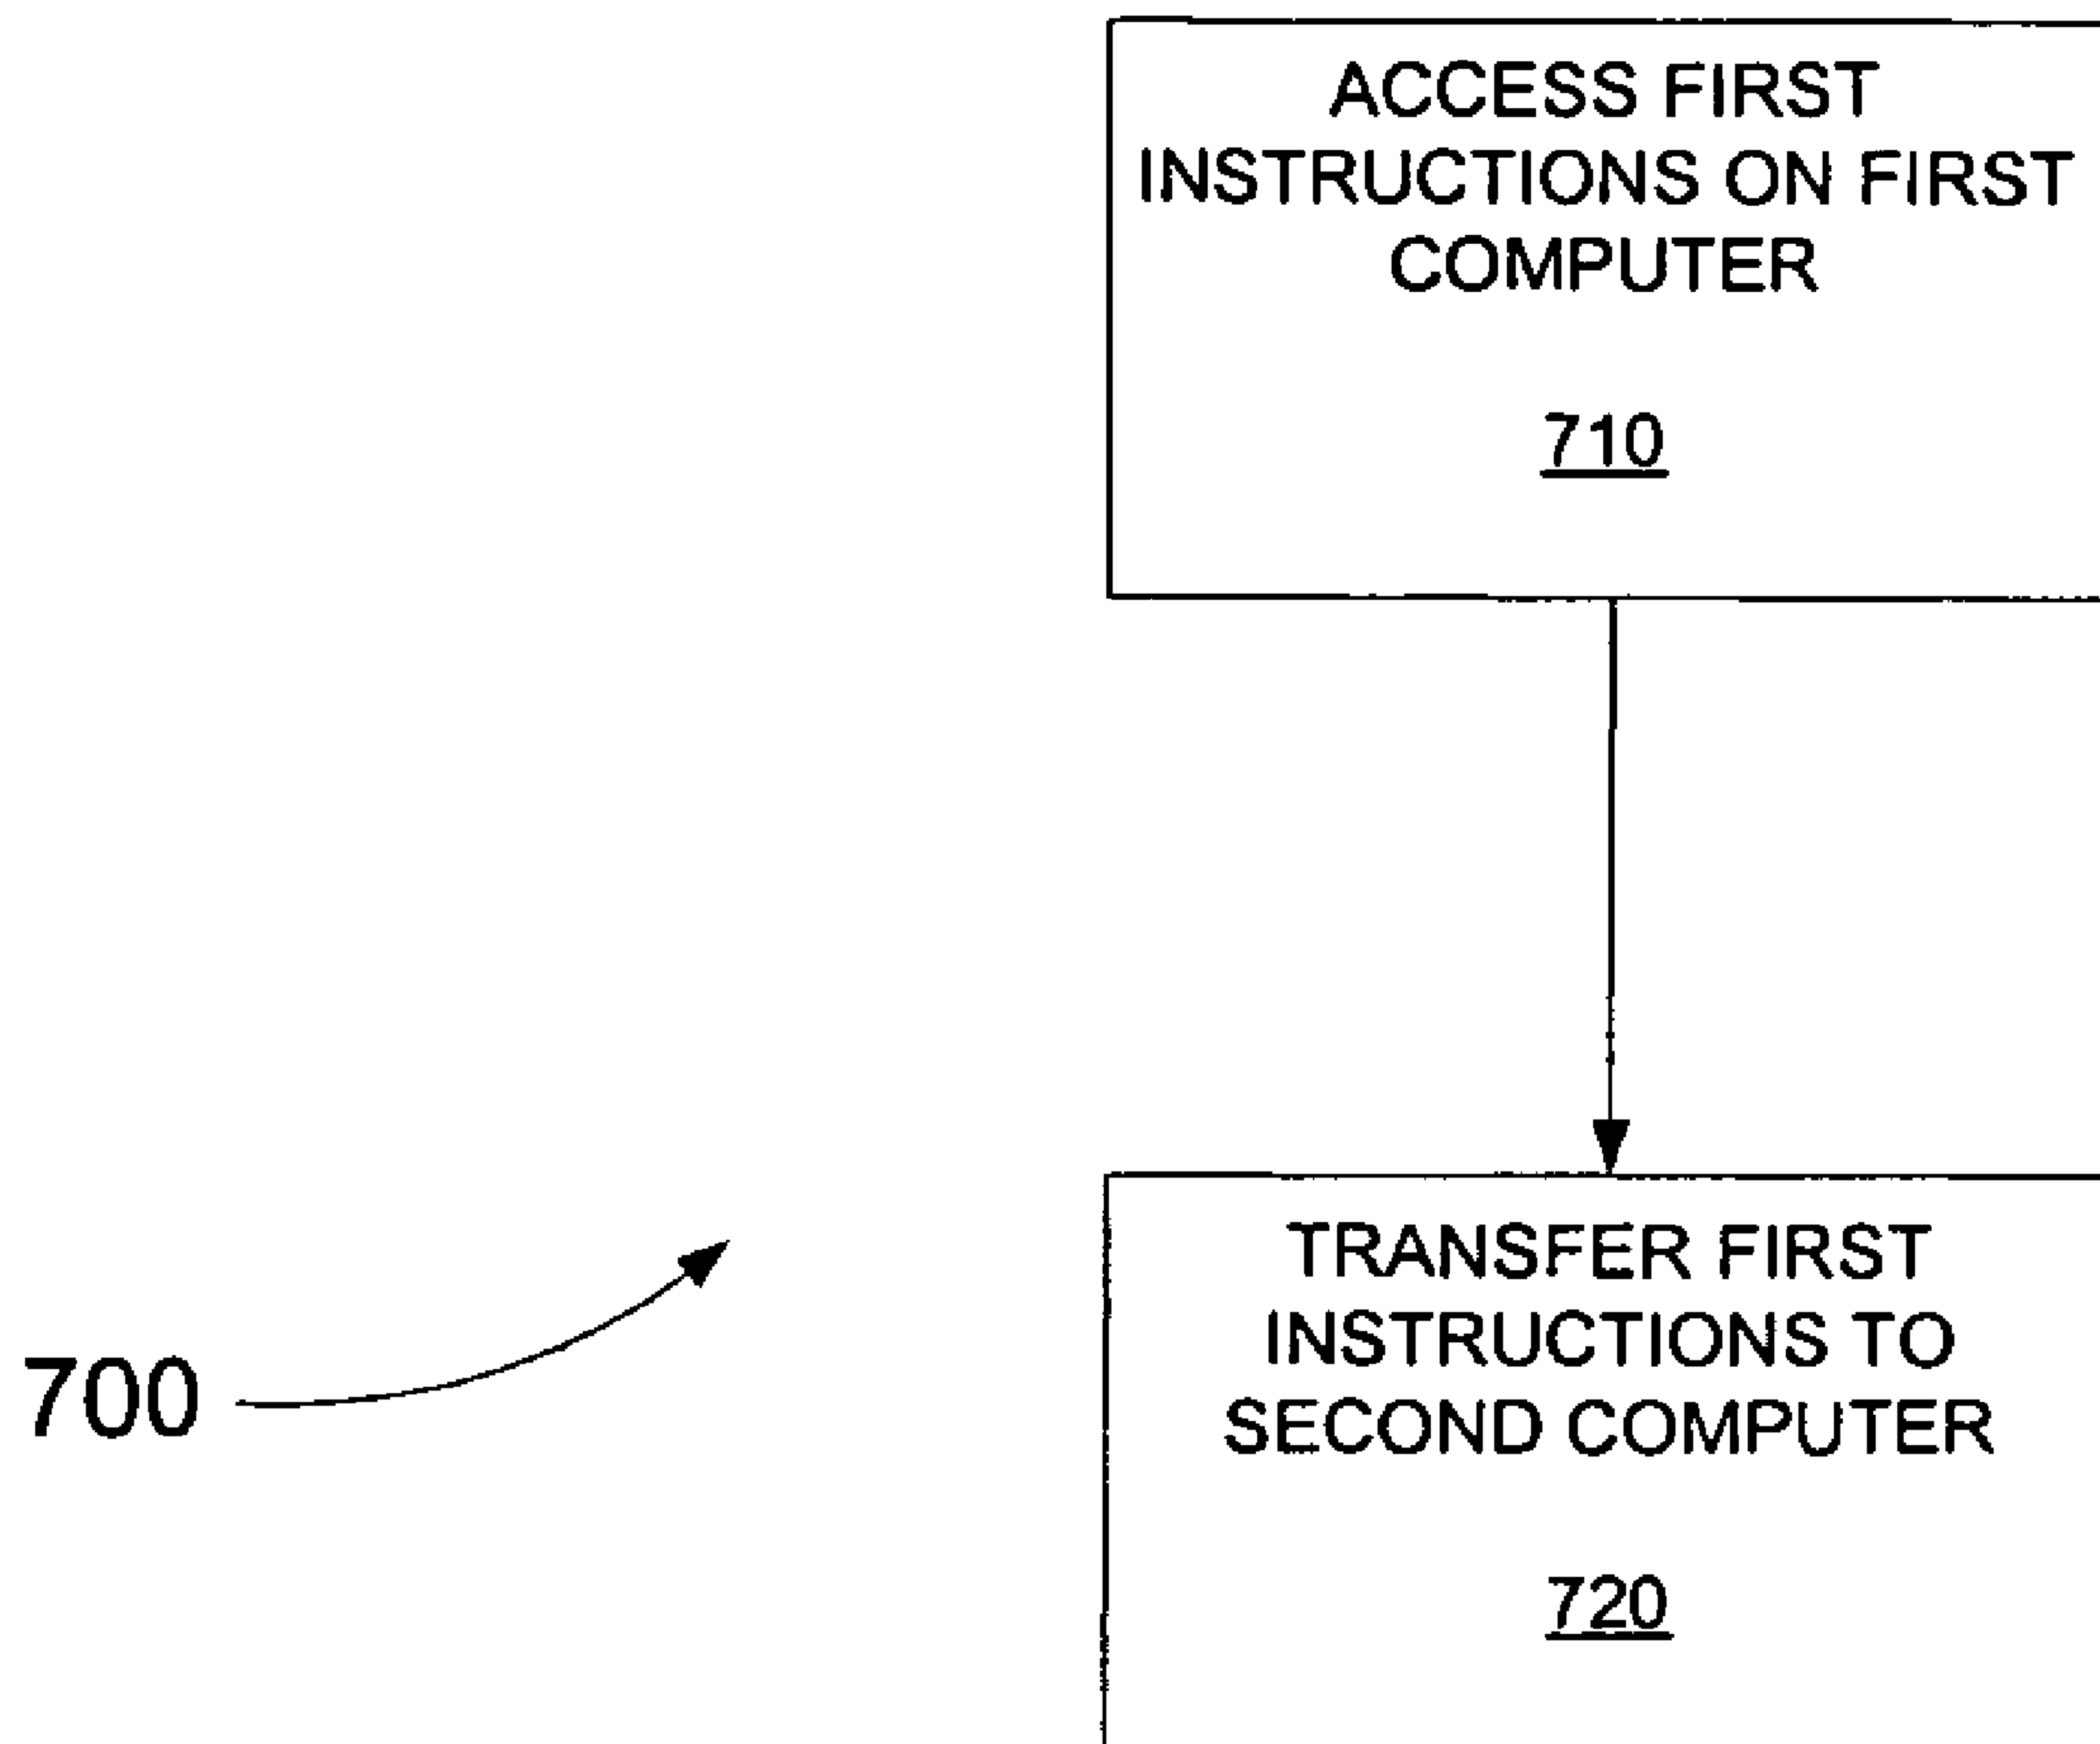 ACCESS FIRST
INSTRUCTIONS ON FIRST
COMPUTER
710
TRANSFER FIRST
INSTRUCTIONS TO
SECOND COMPUTER
720
700